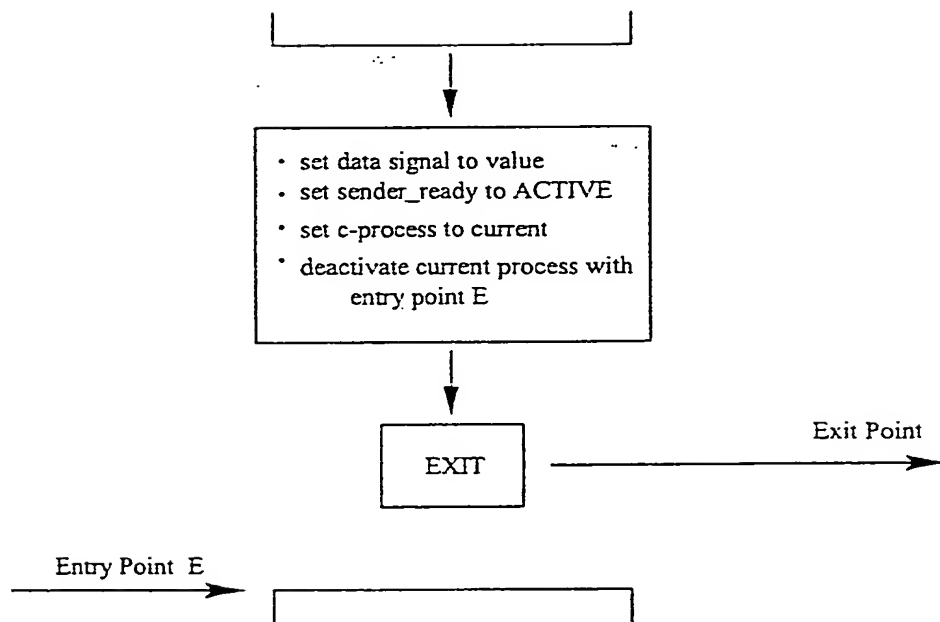 • set data signal to value
• set sender_ready to ACTIVE
• set c-process to current
• deactivate current process with
entry point E
EXIT
Exit Point
Entry Point E